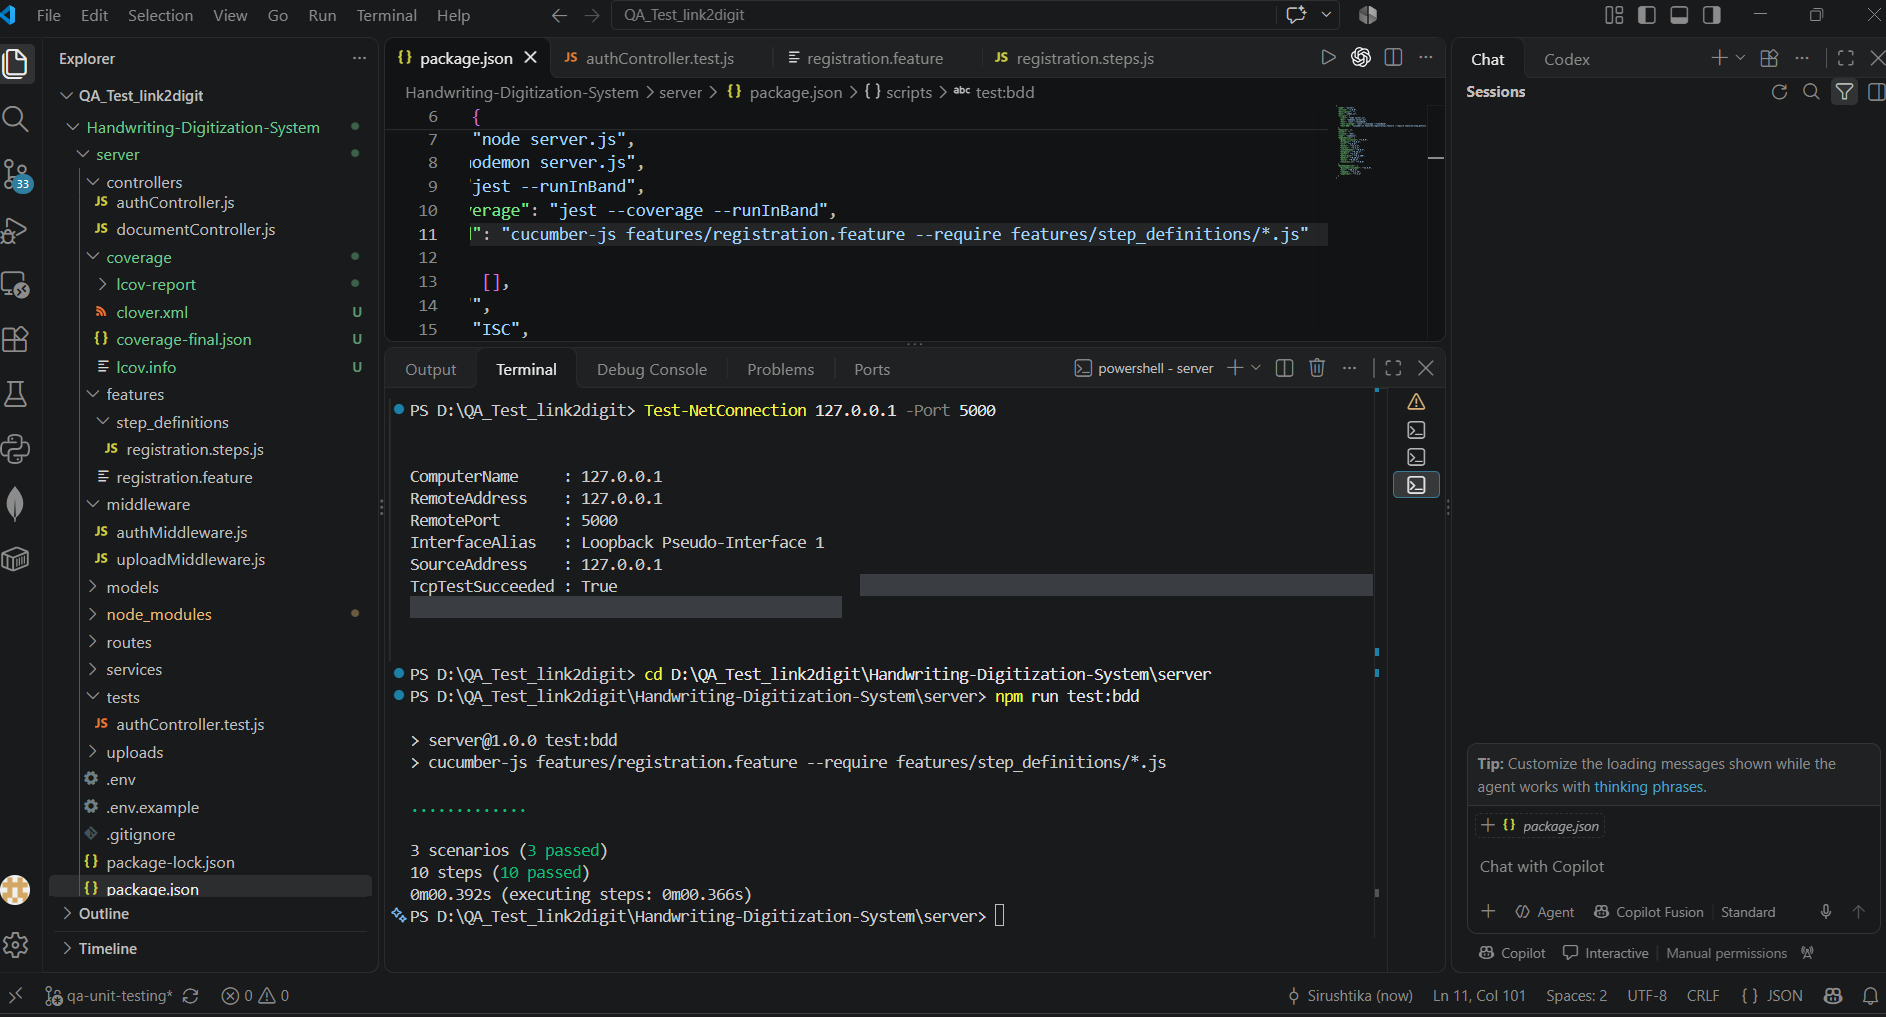 File Edit Selection View Go Run Terminal Help
QA_Test_link2digit
Explorer
QA_Test_link2digit
Handwriting-Digitization-System
server
controllers
JS authController.js
JS documentController.js
coverage
lcov-report
clover.xml U
{} coverage-final.json U
lcov.info U
features
step_definitions
JS registration.steps.js
registration.feature
middleware
JS authMiddleware.js
JS uploadMiddleware.js
models
node_modules
routes
services
tests
JS authController.test.js
uploads
.env
.env.example
.gitignore
{} package-lock.json
{} package.json
Outline
Timeline
33
{} package.json JS authController.test.js registration.feature JS registration.steps.js
Handwriting-Digitization-System > server > {} package.json > {} scripts > abc test:bdd
6 {
7 "node server.js",
8 nodemon server.js",
9 "jest --runInBand",
10 verage": "jest --coverage --runInBand",
11 d": "cucumber-js features/registration.feature --require features/step_definitions/*.js"
12
13 [],
14 "",
15 "ISC",
Output Terminal Debug Console Problems Ports
powershell - server
PS D:\QA_Test_link2digit> Test-NetConnection 127.0.0.1 -Port 5000
ComputerName : 127.0.0.1
RemoteAddress : 127.0.0.1
RemotePort : 5000
InterfaceAlias : Loopback Pseudo-Interface 1
SourceAddress : 127.0.0.1
TcpTestSucceeded : True
PS D:\QA_Test_link2digit> cd D:\QA_Test_link2digit\Handwriting-Digitization-System\server
PS D:\QA_Test_link2digit\Handwriting-Digitization-System\server> npm run test:bdd
> server@1.0.0 test:bdd
> cucumber-js features/registration.feature --require features/step_definitions/*.js
.............
3 scenarios (3 passed)
10 steps (10 passed)
0m00.392s (executing steps: 0m00.366s)
PS D:\QA_Test_link2digit\Handwriting-Digitization-System\server>
Chat Codex
Sessions
Tip: Customize the loading messages shown while the
agent works with thinking phrases.
{} package.json
Chat with Copilot
Agent Copilot Fusion Standard
Copilot Interactive Manual permissions
qa-unit-testing* 0 0
Sirushtika (now) Ln 11, Col 101 Spaces: 2 UTF-8 CRLF {} JSON